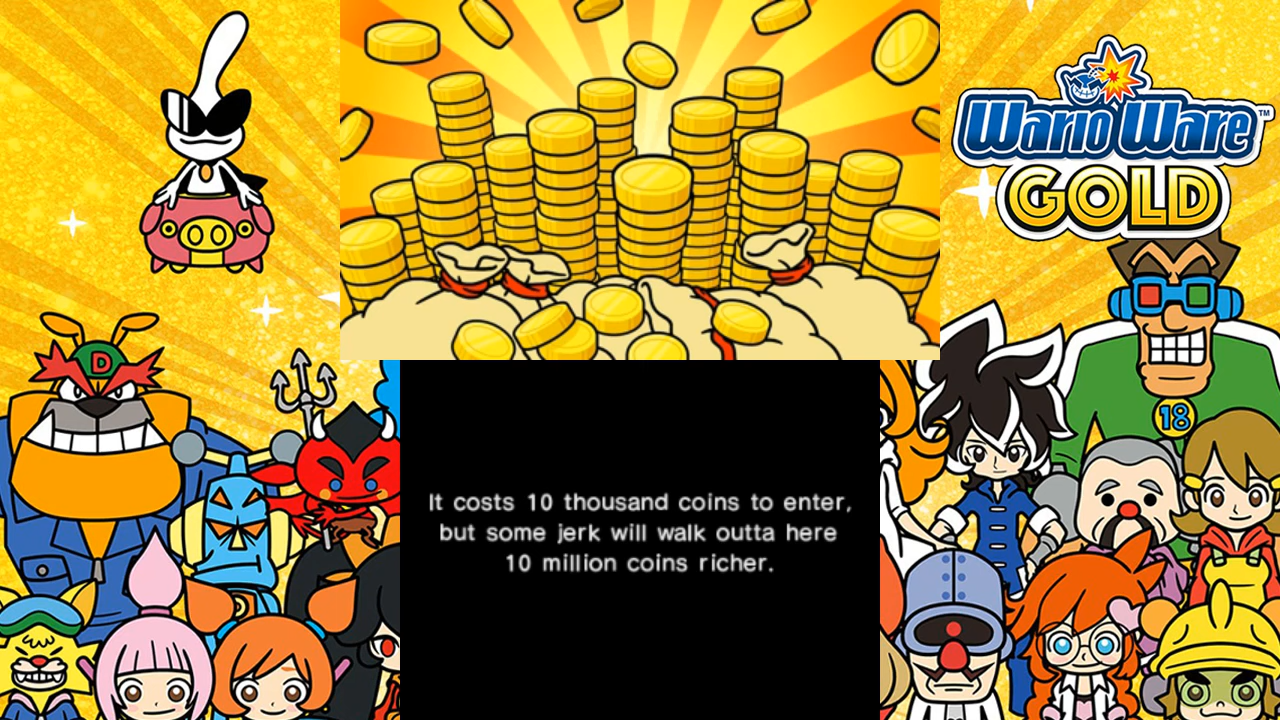 WarioWare™
GOLD
D
18
It costs 10 thousand coins to enter,
but some jerk will walk outta here
10 million coins richer.